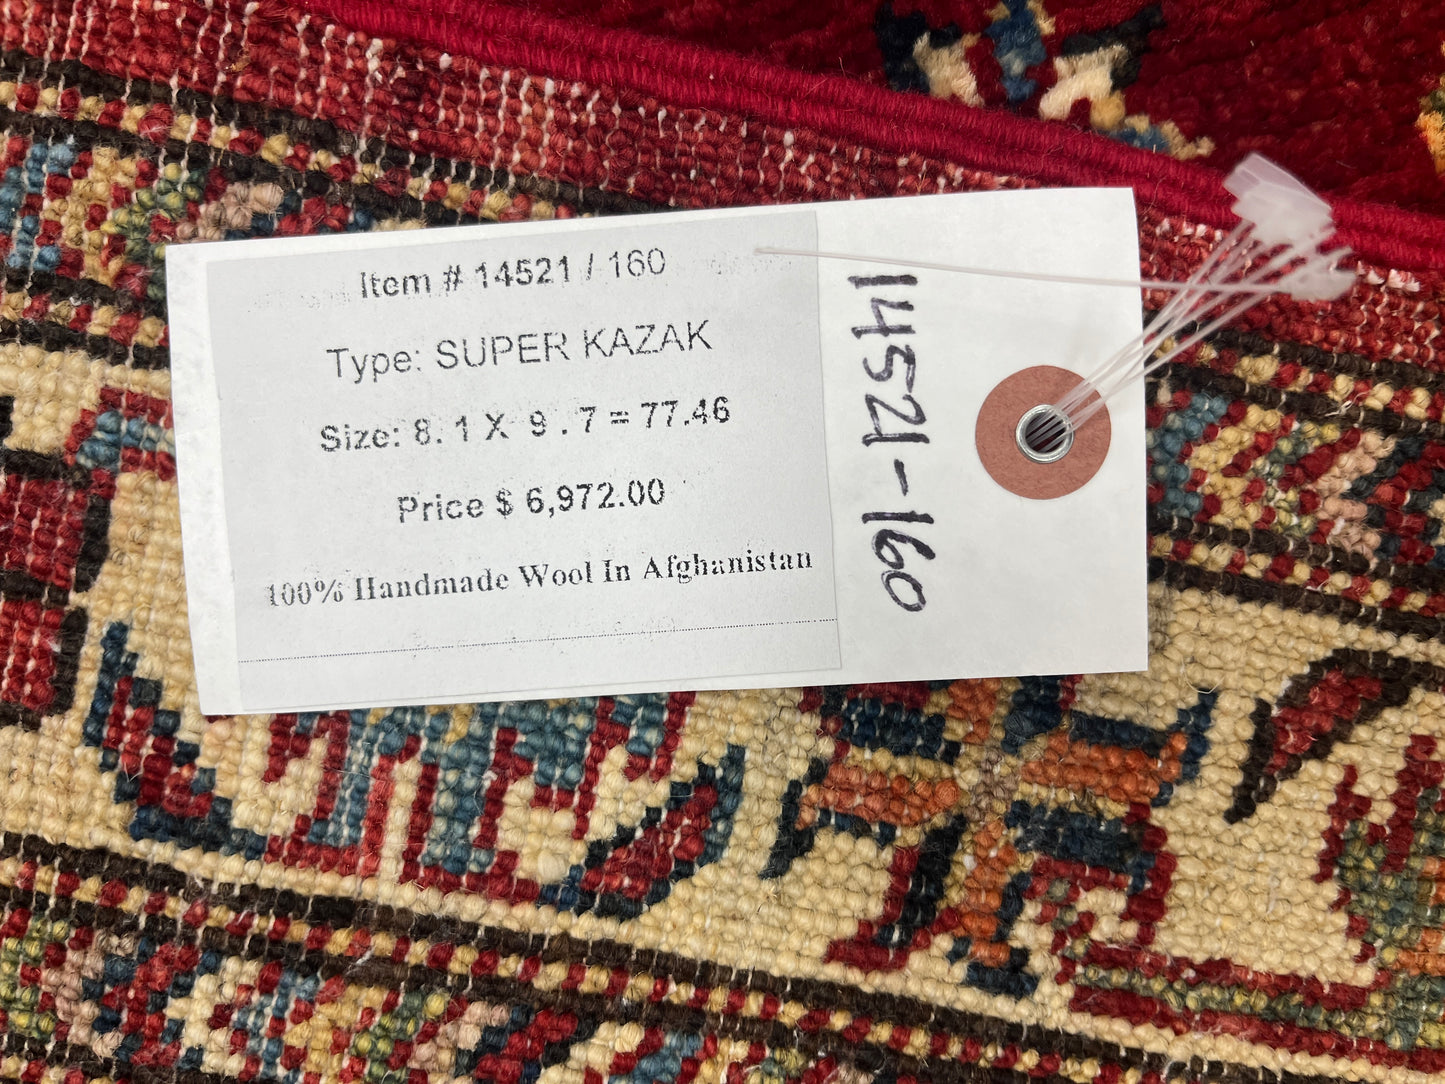 Item # 14521 / 160
Type: SUPER KAZAK
Size: 8. 1 X 9 . 7 = 77.46
Price $ 6,972.00
100% Handmade Wool In Afghanistan
14521-160